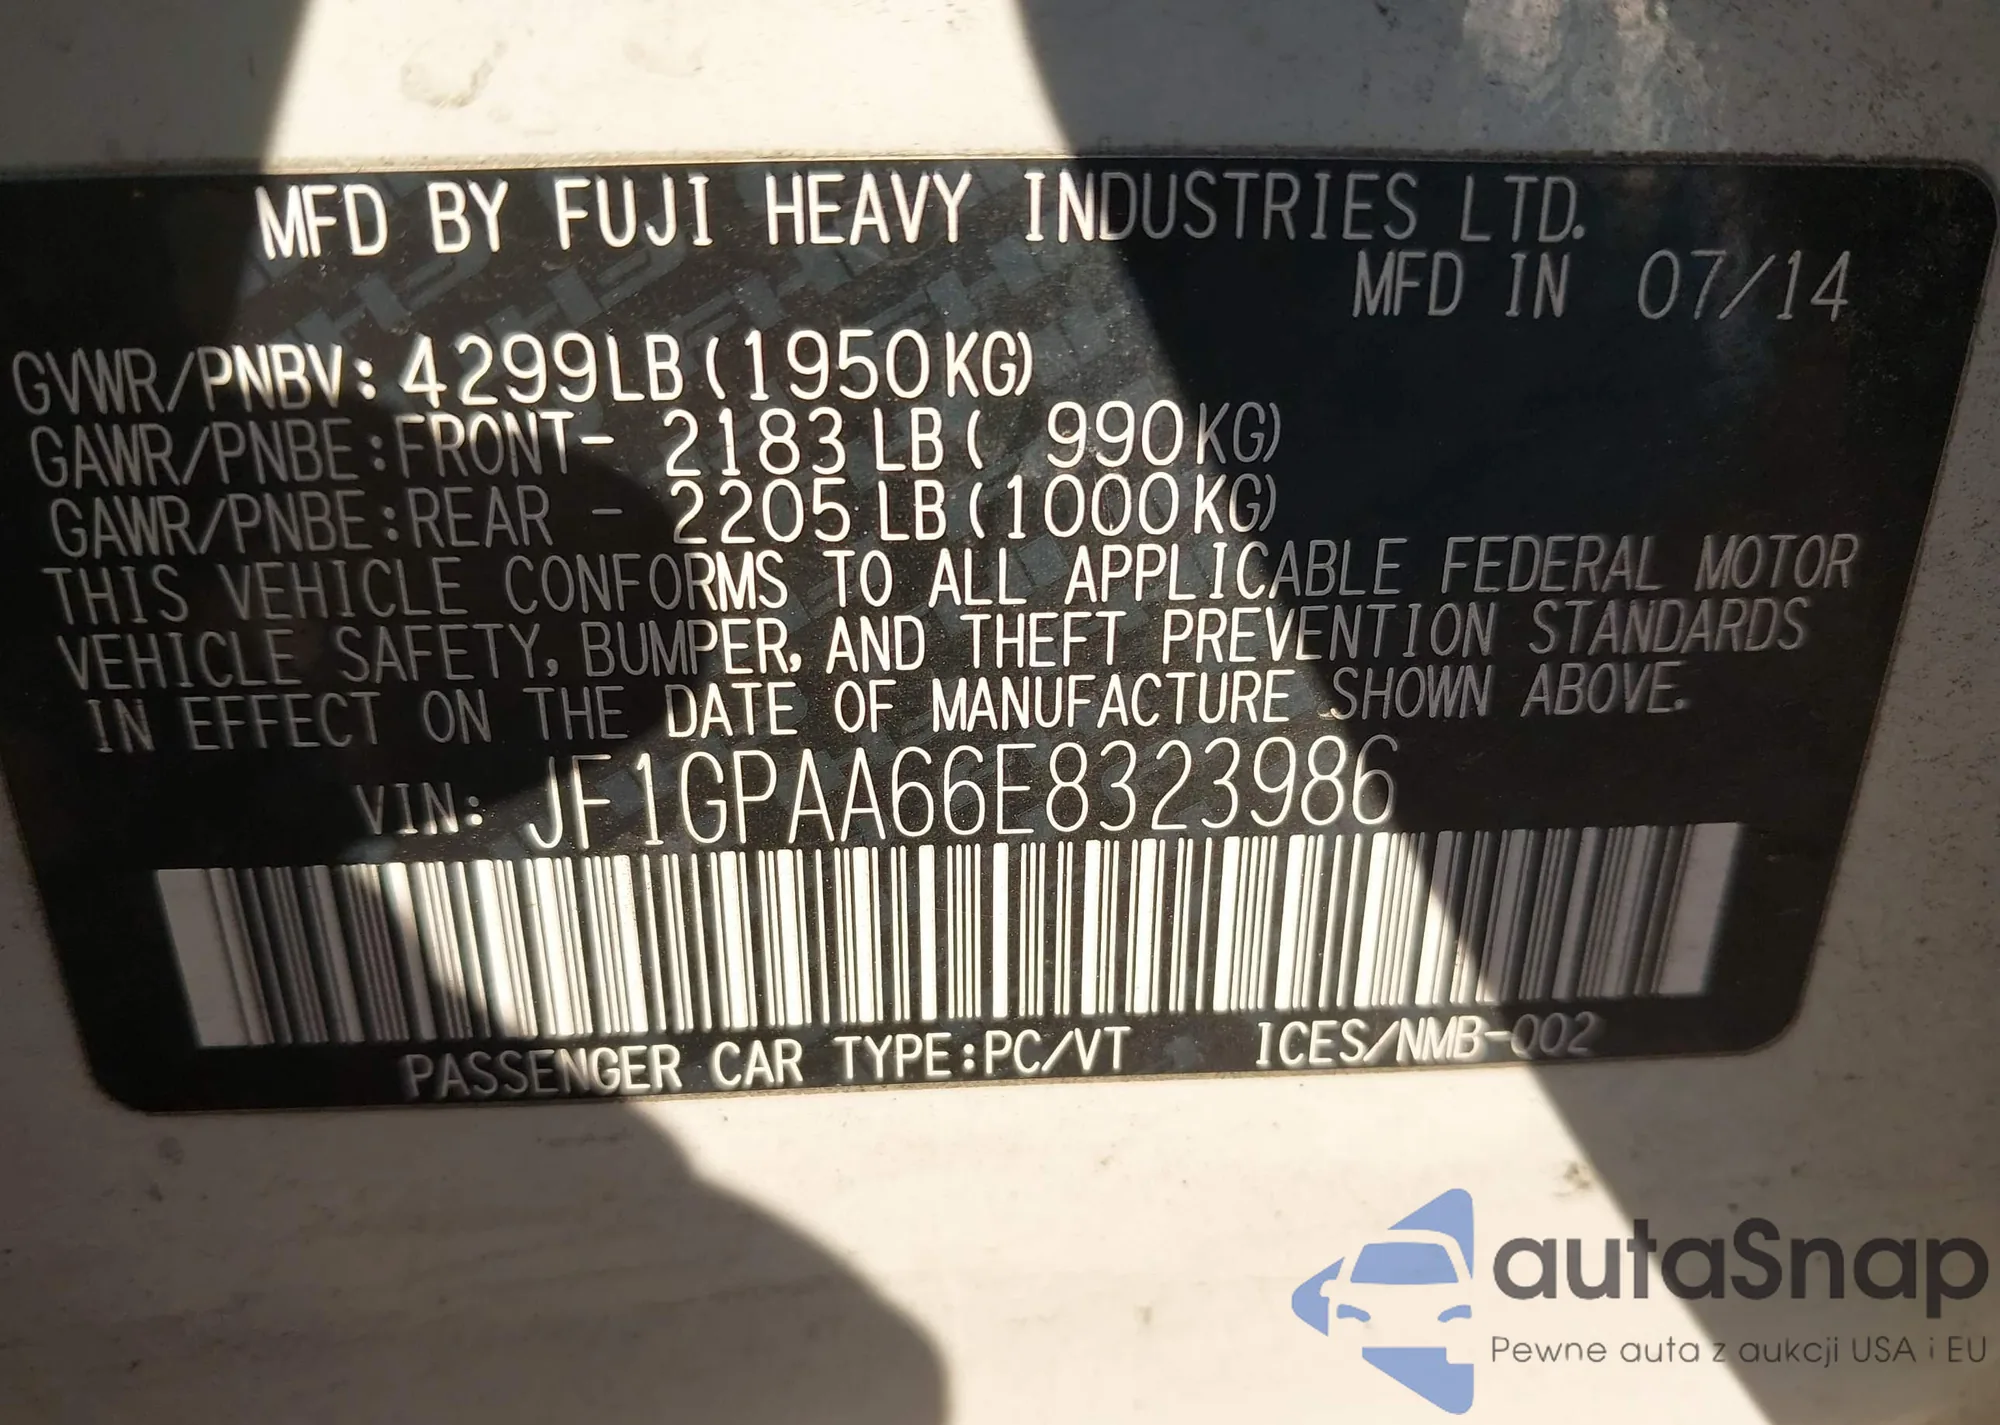 MFD BY FUJI HEAVY INDUSTRIES LTD.
MFD IN 07/14
GVWR/PNBV: 4299LB(1950KG)
GAWR/PNBE:FRONT- 2183 LB( 990KG)
GAWR/PNBE:REAR - 2205 LB(1000KG)
THIS VEHICLE CONFORMS TO ALL APPLICABLE FEDERAL MOTOR
VEHICLE SAFETY, BUMPER, AND THEFT PREVENTION STANDARDS
IN EFFECT ON THE DATE OF MANUFACTURE SHOWN ABOVE.
VIN: JF1GPAA66E8323986
PASSENGER CAR TYPE:PC/VT ICES/NMB-002
autaSnap
Pewne auta z aukcji USA i EU